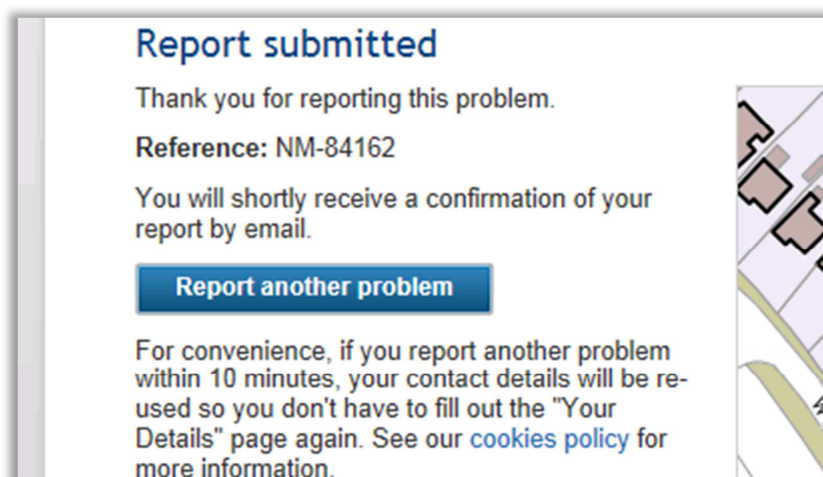 Report submitted
Thank you for reporting this problem.
Reference: NM-84162
You will shortly receive a confirmation of your
report by email.
Report another problem
For convenience, if you report another problem
within 10 minutes, your contact details will be re-
used so you don't have to fill out the "Your
Details" page again. See our cookies policy for
more information.